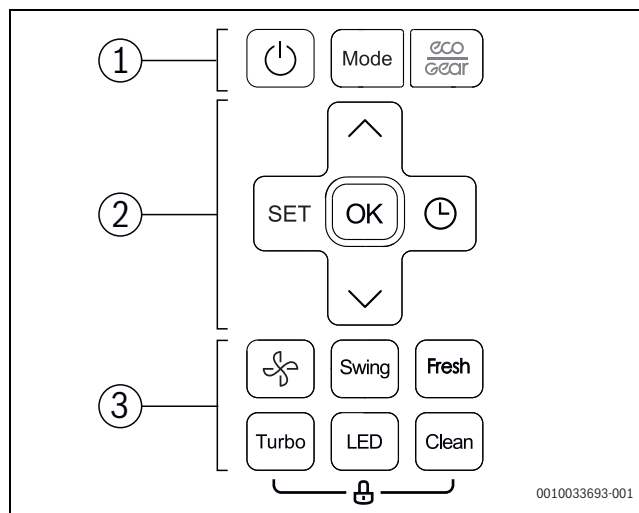 1
Mode
eco
Gear
2
SET OK
3
Swing Fresh
Turbo LED Clean
0010033693-001